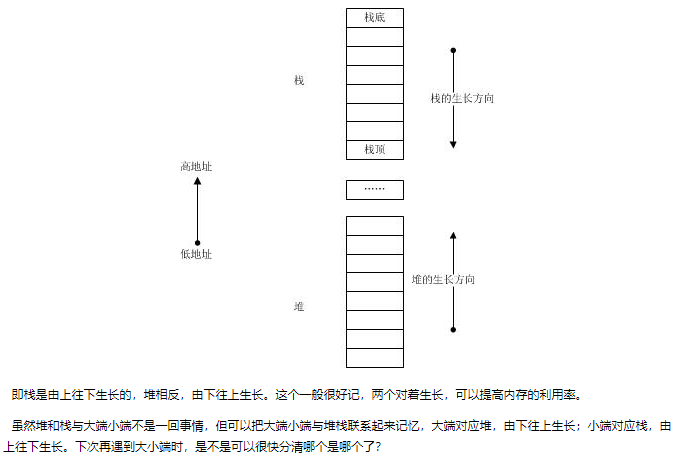 栈底
栈
栈的生长方向
栈顶
高地址
……
低地址
堆的生长方向
堆
即栈是由上往下生长的，堆相反，由下往上生长。这个一般很好记，两个对着生长，可以提高内存的利用率。
虽然堆和栈与大端小端不是一回事情，但可以把大端小端与堆栈联系起来记忆，大端对应堆，由下往上生长；小端对应栈，由
上往下生长。下次再遇到大小端时，是不是可以很快分清哪个是哪个了？